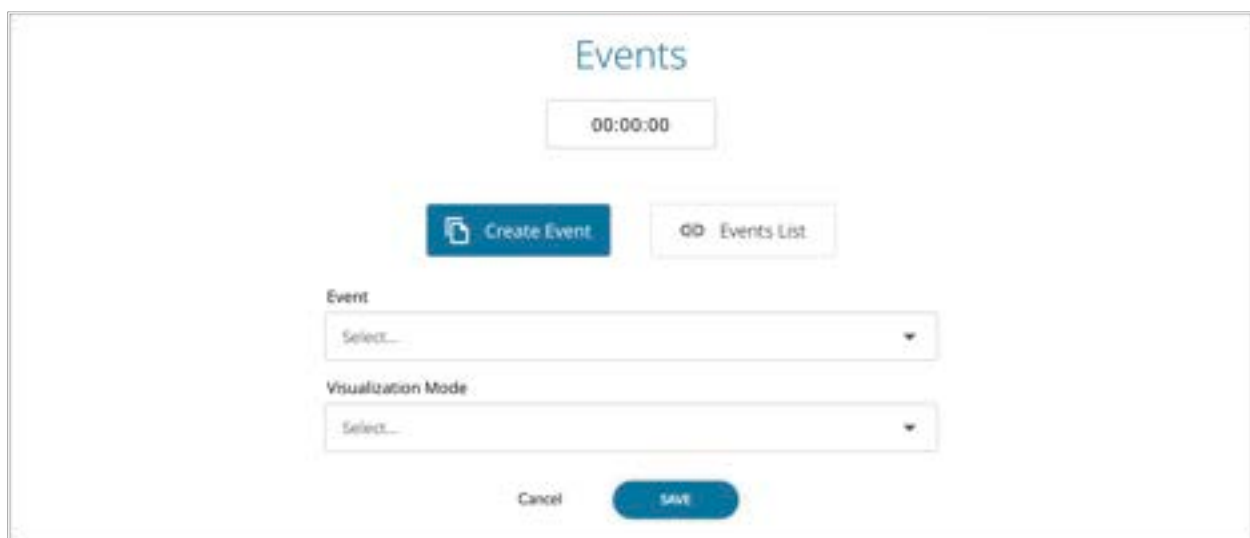 Events
00:00:00
Create Event
Events List
Event
Select...
Visualization Mode
Select...
Cancel
SAVE